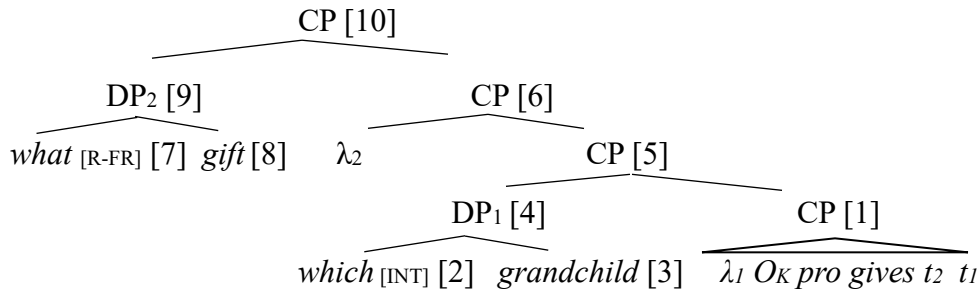 CP [10]
DP₂ [9] CP [6]
what [R-FR] [7] gift [8] λ₂ CP [5]
DP₁ [4] CP [1]
which [INT] [2] grandchild [3] λ₁ Oᴋ pro gives t₂ t₁